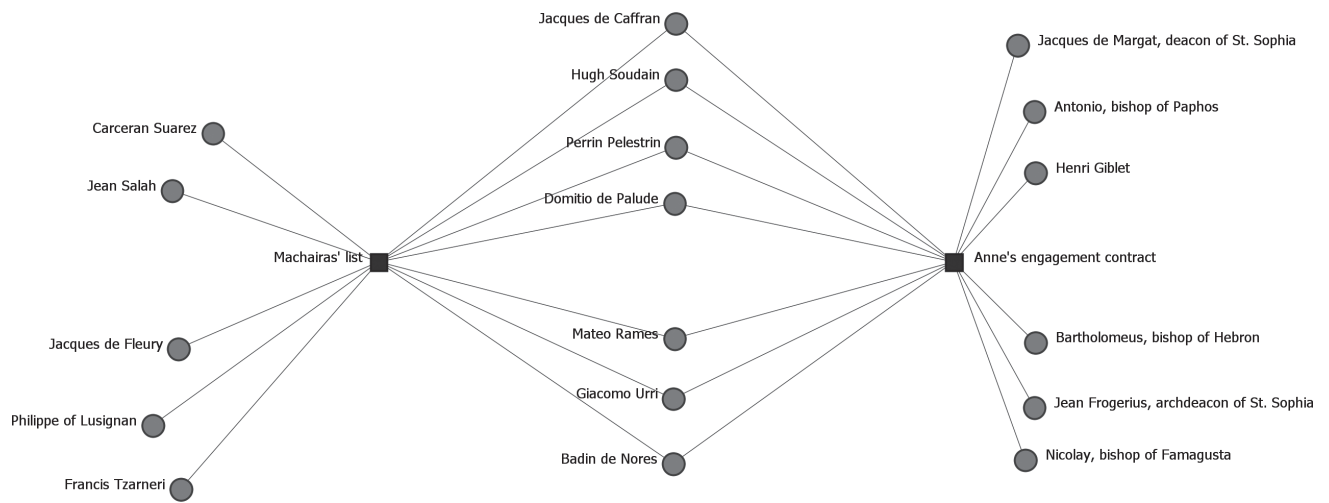 Jacques de Caffran
Hugh Soudain
Perrin Pelestrin
Domitio de Palude
Carceran Suarez
Jean Salah
Machairas' list
Jacques de Fleury
Philippe of Lusignan
Francis Tzarneri
Mateo Rames
Giacomo Urri
Badin de Nores
Jacques de Margat, deacon of St. Sophia
Antonio, bishop of Paphos
Henri Giblet
Anne's engagement contract
Bartholomeus, bishop of Hebron
Jean Frogerius, archdeacon of St. Sophia
Nicolay, bishop of Famagusta